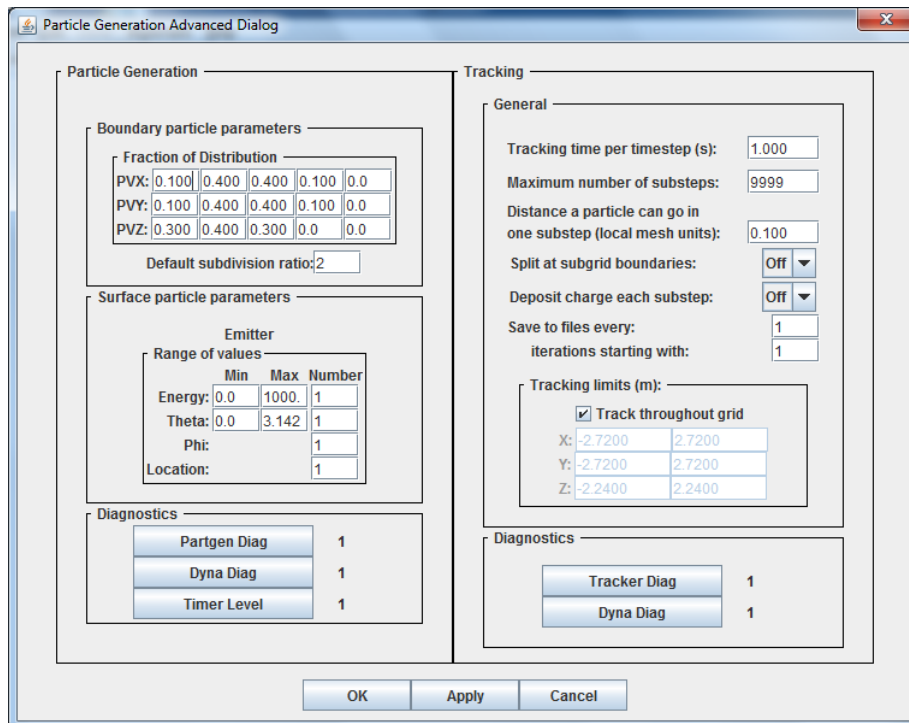 Particle Generation Advanced Dialog
Particle Generation
Boundary particle parameters
Fraction of Distribution
PVX: 0.100 0.400 0.400 0.100 0.0
PVY: 0.100 0.400 0.400 0.100 0.0
PVZ: 0.300 0.400 0.300 0.0 0.0
Default subdivision ratio: 2
Surface particle parameters
Emitter
Range of values
Min Max Number
Energy: 0.0 1000. 1
Theta: 0.0 3.142 1
Phi: 1
Location: 1
Diagnostics
Partgen Diag 1
Dyna Diag 1
Timer Level 1
Tracking
General
Tracking time per timestep (s): 1.000
Maximum number of substeps: 9999
Distance a particle can go in
one substep (local mesh units): 0.100
Split at subgrid boundaries: Off
Deposit charge each substep: Off
Save to files every: 1
iterations starting with: 1
Tracking limits (m):
Track throughout grid
X: -2.7200 2.7200
Y: -2.7200 2.7200
Z: -2.2400 2.2400
Diagnostics
Tracker Diag 1
Dyna Diag 1
OK Apply Cancel